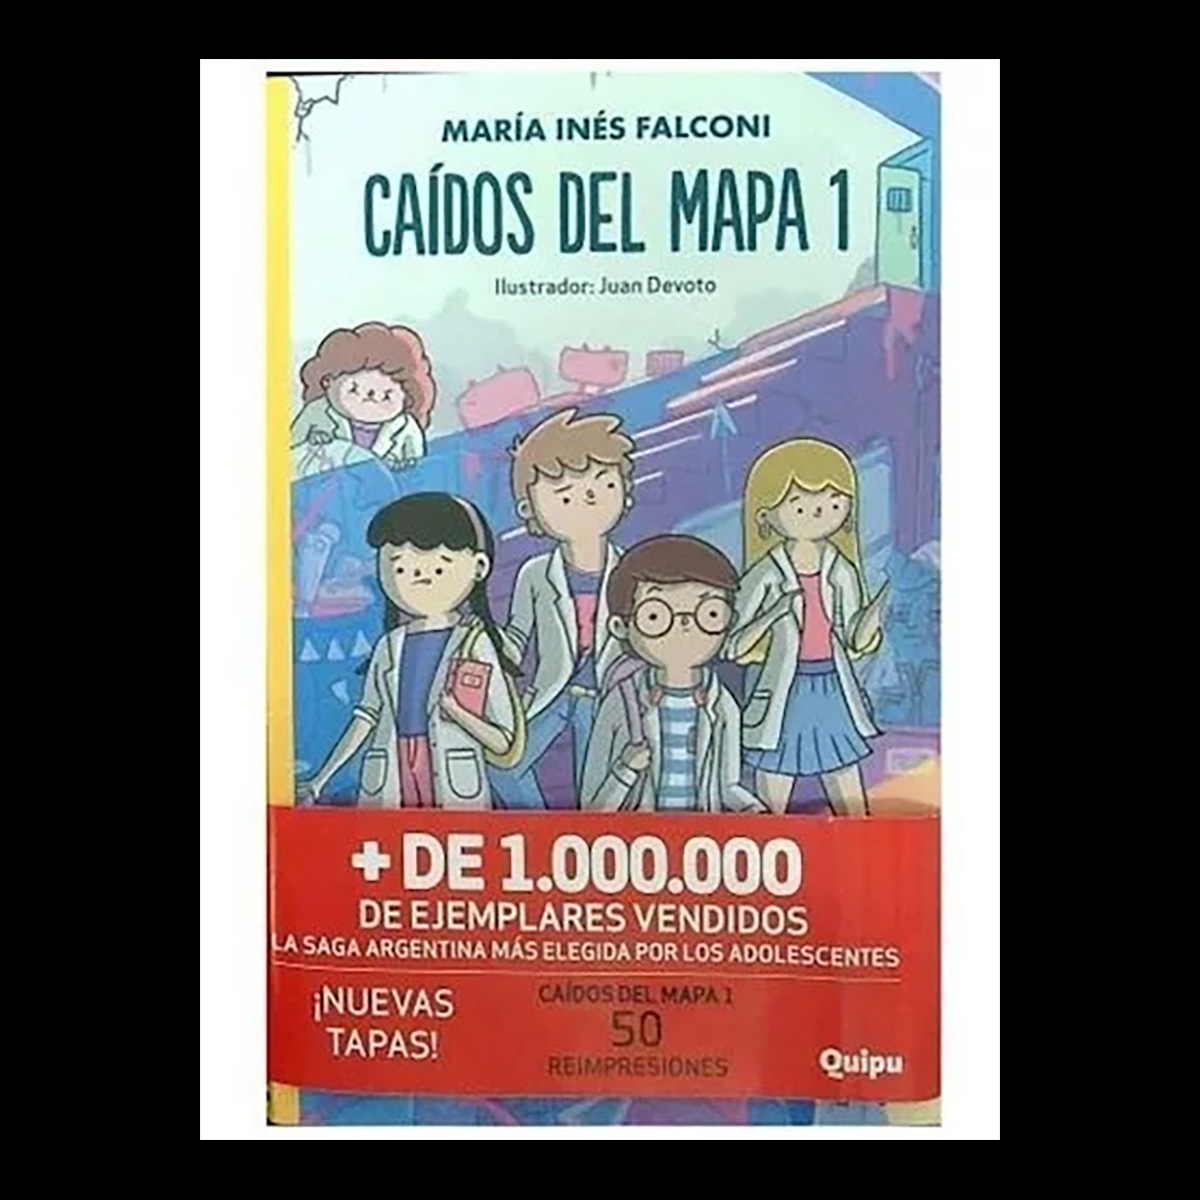 MARÍA INÉS FALCONI
CAÍDOS DEL MAPA 1
Ilustrador: Juan Devoto
+ DE 1.000.000
DE EJEMPLARES VENDIDOS
LA SAGA ARGENTINA MÁS ELEGIDA POR LOS ADOLESCENTES
¡NUEVAS
TAPAS!
CAÍDOS DEL MAPA 1
50
REIMPRESIONES
Quipu